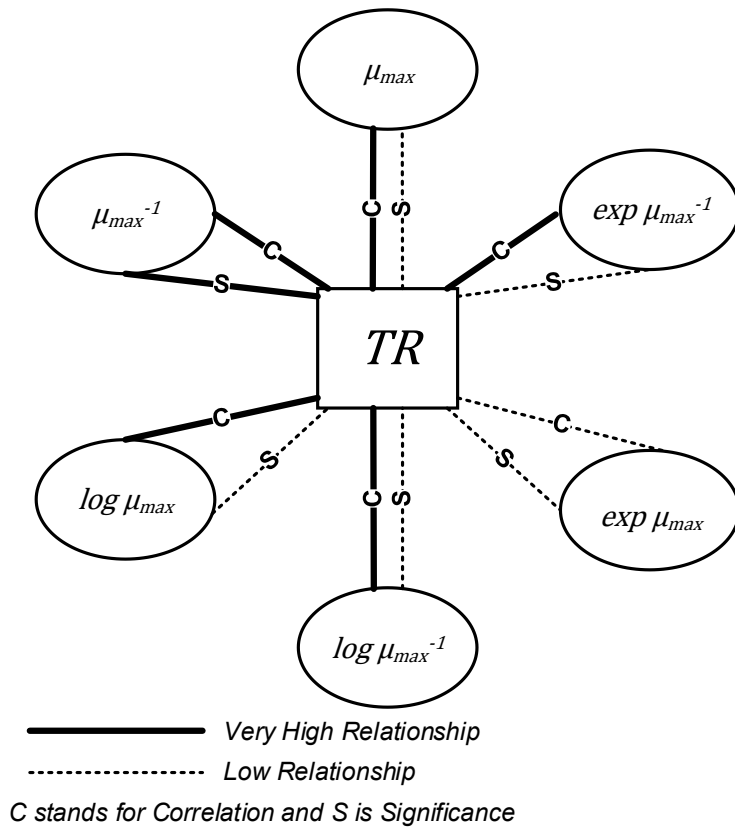 μmax
C S
μmax⁻¹
C
S
exp μmax⁻¹
C
S
TR
log μmax
C
S
exp μmax
C
S
C S
log μmax⁻¹
Very High Relationship
Low Relationship
C stands for Correlation and S is Significance